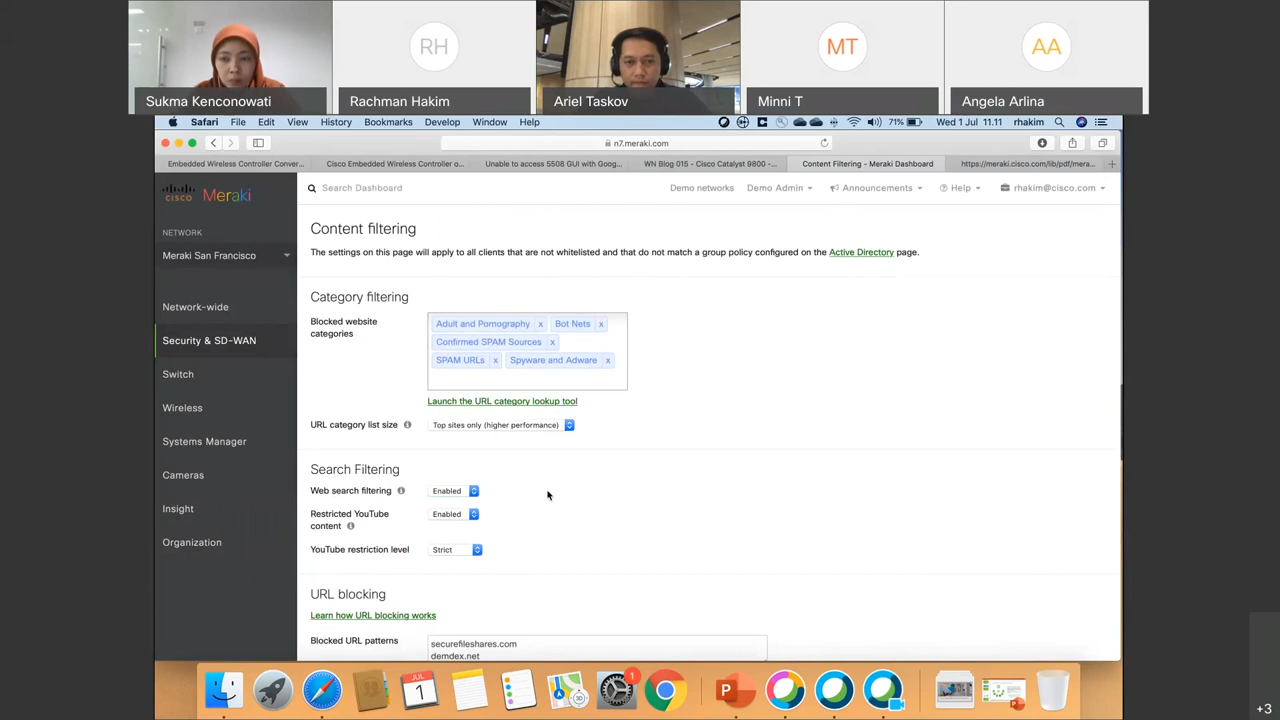 RH
MT
AA
Sukma Kenconowati
Rachman Hakim
Ariel Taskov
Minni T
Angela Arlina
Safari File Edit View History Bookmarks Develop Window Help
71% Wed 1 Jul 11.11 rhakim
n7.meraki.com
Embedded Wireless Controller Conver...
Cisco Embedded Wireless Controller o...
Unable to access 5508 GUI with Goog...
WN Blog 015 – Cisco Catalyst 9800 -...
Content Filtering - Meraki Dashboard
https://meraki.cisco.com/lib/pdf/mera...
CISCO Meraki
Search Dashboard
Demo networks
Demo Admin
Announcements
Help
rhakim@cisco.com
NETWORK
Meraki San Francisco
Network-wide
Security & SD-WAN
Switch
Wireless
Systems Manager
Cameras
Insight
Organization
Content filtering
The settings on this page will apply to all clients that are not whitelisted and that do not match a group policy configured on the Active Directory page.
Category filtering
Blocked website
categories
Adult and Pornography x Bot Nets x
Confirmed SPAM Sources x
SPAM URLs x Spyware and Adware x
Launch the URL category lookup tool
URL category list size Top sites only (higher performance)
Search Filtering
Web search filtering Enabled
Restricted YouTube
content Enabled
YouTube restriction level Strict
URL blocking
Learn how URL blocking works
Blocked URL patterns
securefileshares.com
demdex.net
JUL
1
1
+3